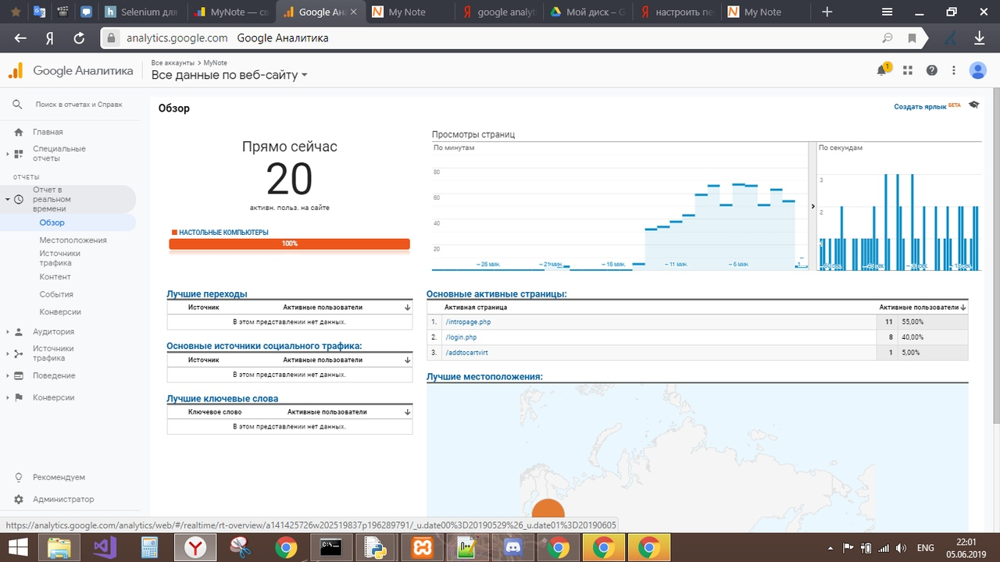 Selenium для
MyNote — св
Google Ана
My Note
google analyt
Мой диск – G
настроить пе
My Note
analytics.google.com Google Аналитика
Google Аналитика
Все аккаунты > MyNote
Все данные по веб-сайту
1
Поиск в отчетах и Справк
Главная
Специальные
отчеты
ОТЧЕТЫ
Отчет в
реальном
времени
Обзор
Местоположения
Источники
трафика
Контент
События
Конверсии
Аудитория
Источники
трафика
Поведение
Конверсии
Рекомендуем
Администратор
Обзор
Создать ярлык БЕТА
Прямо сейчас
20
активн. польз. на сайте
НАСТОЛЬНЫЕ КОМПЬЮТЕРЫ
100%
Просмотры страниц
По минутам
По секундам
80
60
40
20
– 26 мин.
– 21 мин.
– 16 мин.
– 11 мин.
– 6 мин.
3
2
Лучшие переходы
Источник Активные пользователи
В этом представлении нет данных.
Основные источники социального трафика:
Источник Активные пользователи
В этом представлении нет данных.
Лучшие ключевые слова
Ключевое слово Активные пользователи
В этом представлении нет данных.
Основные активные страницы:
Активная страница Активные пользователи
1. /intropage.php 11 55,00%
2. /login.php 8 40,00%
3. /addtocartvirt 1 5,00%
Лучшие местоположения:
https://analytics.google.com/analytics/web/#/realtime/rt-overview/a141425726w202519837p196289791/_u.date00%3D20190529%26_u.date01%3D20190605
ENG
22:01
05.06.2019